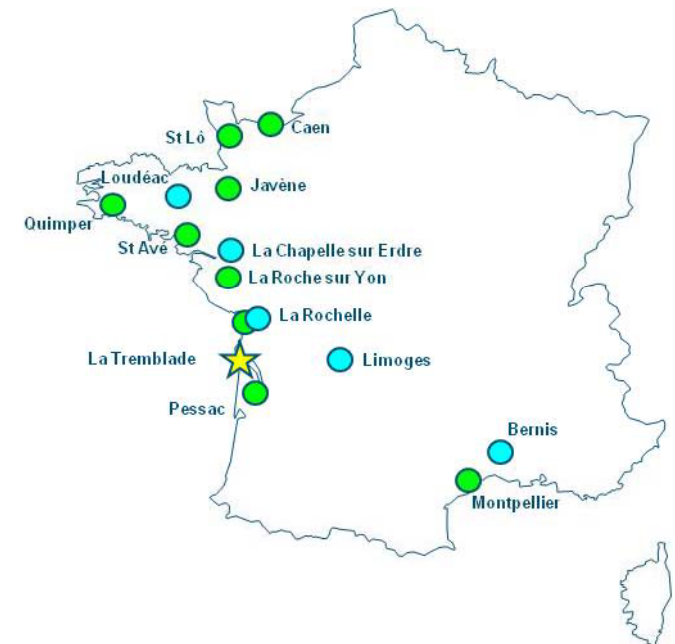 Caen
St Lô
Loudéac
Javène
Quimper
St Avé
La Chapelle sur Erdre
La Roche sur Yon
La Rochelle
La Tremblade
Limoges
Pessac
Bernis
Montpellier